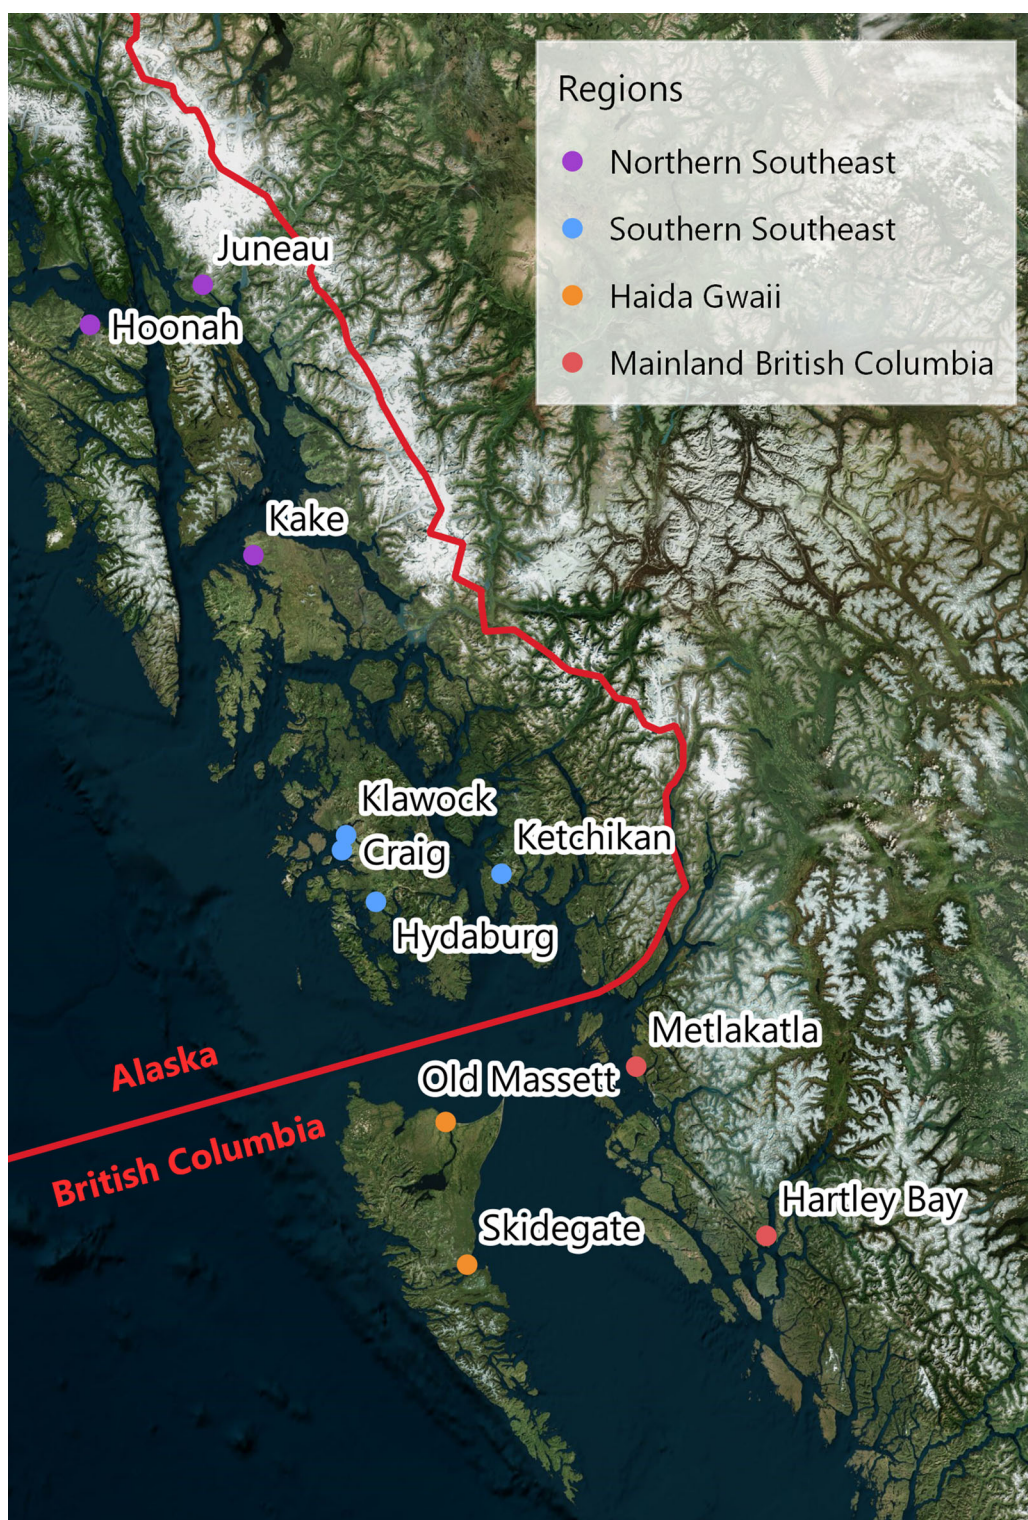 Regions
Northern Southeast
Southern Southeast
Haida Gwaii
Mainland British Columbia
Juneau
Hoonah
Kake
Klawock
Craig
Ketchikan
Hydaburg
Metlakatla
Alaska
Old Massett
British Columbia
Hartley Bay
Skidegate